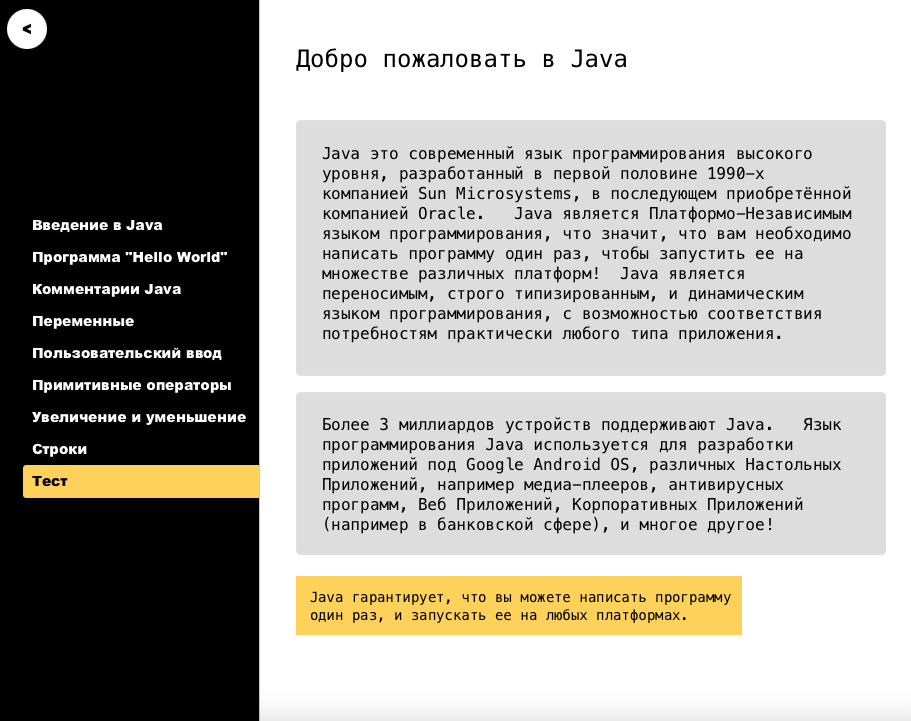 <
Введение в Java
Программа "Hello World"
Комментарии Java
Переменные
Пользовательский ввод
Примитивные операторы
Увеличение и уменьшение
Строки
Тест
Добро пожаловать в Java
Java это современный язык программирования высокого
уровня, разработанный в первой половине 1990-х
компанией Sun Microsystems, в последующем приобретённой
компанией Oracle.   Java является Платформо-Независимым
языком программирования, что значит, что вам необходимо
написать программу один раз, чтобы запустить ее на
множестве различных платформ!  Java является
переносимым, строго типизированным, и динамическим
языком программирования, с возможностью соответствия
потребностям практически любого типа приложения.
Более 3 миллиардов устройств поддерживают Java.   Язык
программирования Java используется для разработки
приложений под Google Android OS, различных Настольных
Приложений, например медиа-плееров, антивирусных
программ, Веб Приложений, Корпоративных Приложений
(например в банковской сфере), и многое другое!
Java гарантирует, что вы можете написать программу
один раз, и запускать ее на любых платформах.